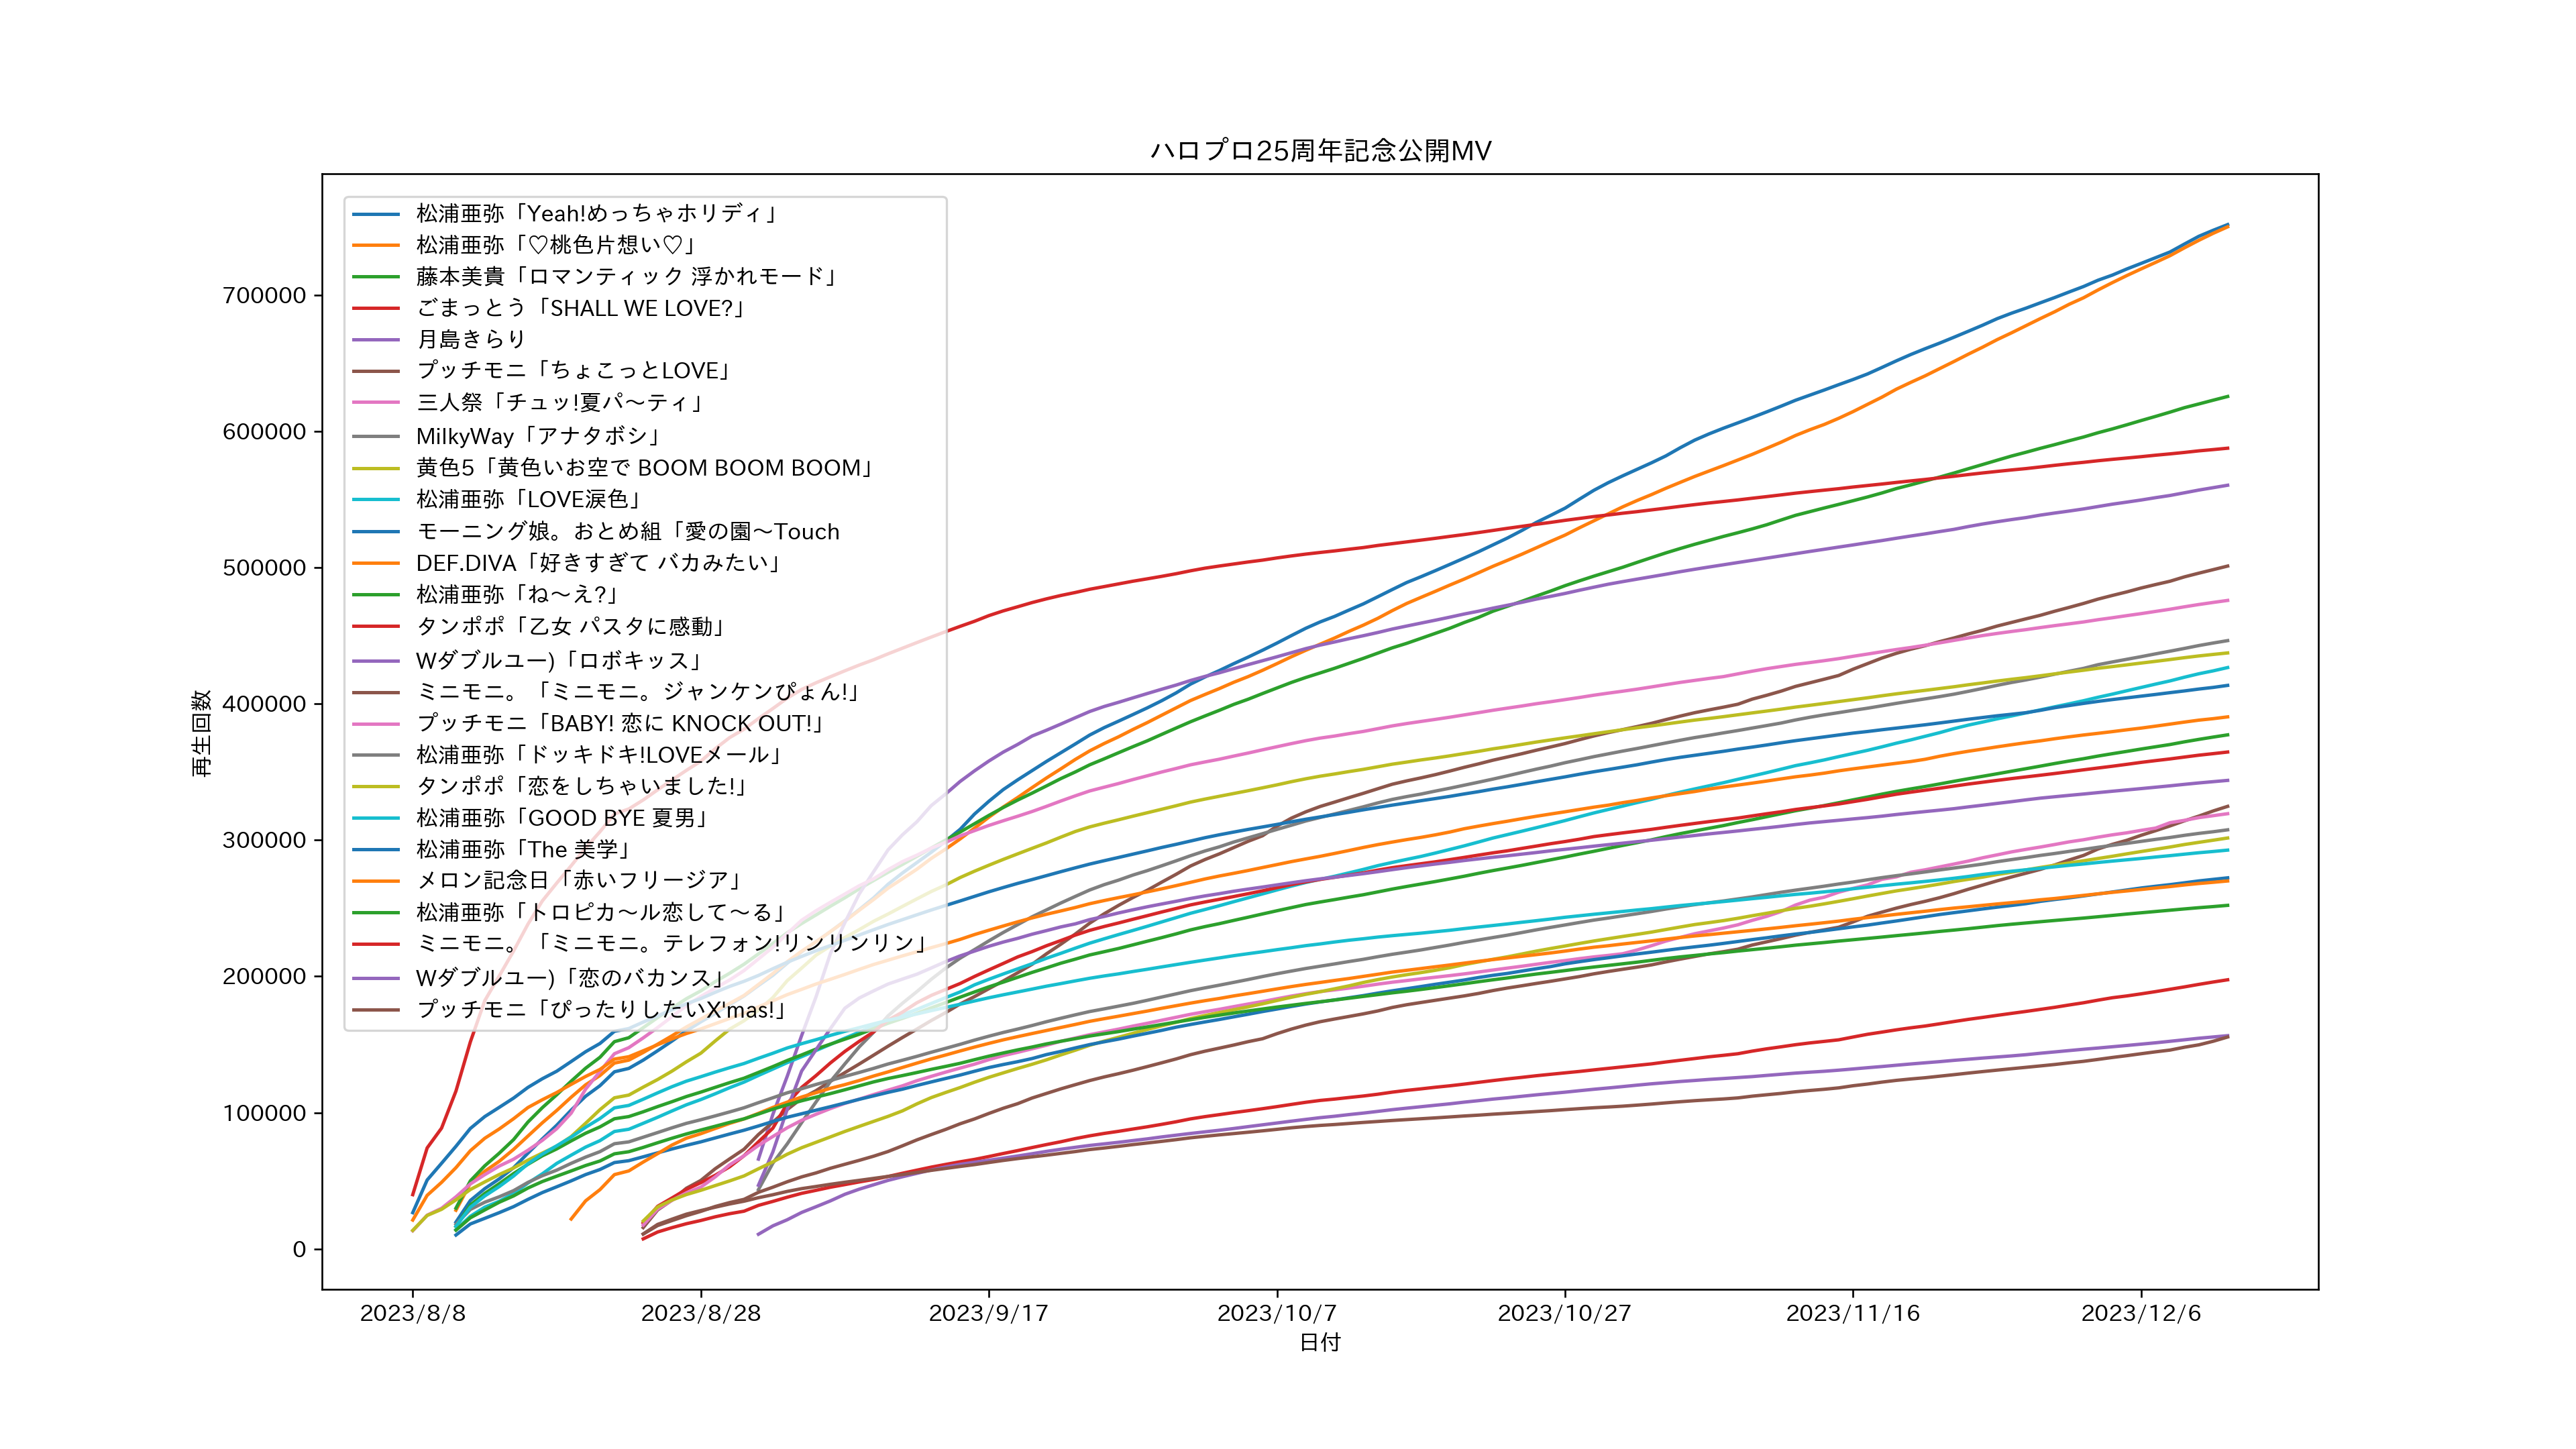 ハロプロ25周年記念公開MV
松浦亜弥「Yeah!めっちゃホリディ」
松浦亜弥「♡桃色片想い♡」
藤本美貴「ロマンティック 浮かれモード」
ごまっとう「SHALL WE LOVE?」
月島きらり
プッチモニ「ちょこっとLOVE」
三人祭「チュッ!夏パ〜ティ」
MilkyWay「アナタボシ」
黄色5「黄色いお空で BOOM BOOM BOOM」
松浦亜弥「LOVE涙色」
モーニング娘。おとめ組「愛の園〜Touch
DEF.DIVA「好きすぎて バカみたい」
松浦亜弥「ね〜え?」
タンポポ「乙女 パスタに感動」
Wダブルユー)「ロボキッス」
ミニモニ。「ミニモニ。ジャンケンぴょん!」
プッチモニ「BABY! 恋に KNOCK OUT!」
松浦亜弥「ドッキドキ!LOVEメール」
タンポポ「恋をしちゃいました!」
松浦亜弥「GOOD BYE 夏男」
松浦亜弥「The 美学」
メロン記念日「赤いフリージア」
松浦亜弥「トロピカ〜ル恋して〜る」
ミニモニ。「ミニモニ。テレフォン!リンリンリン」
Wダブルユー)「恋のバカンス」
プッチモニ「ぴったりしたいX'mas!」
700000
600000
500000
400000
300000
200000
100000
0
再生回数
2023/8/8
2023/8/28
2023/9/17
2023/10/7
2023/10/27
2023/11/16
2023/12/6
日付